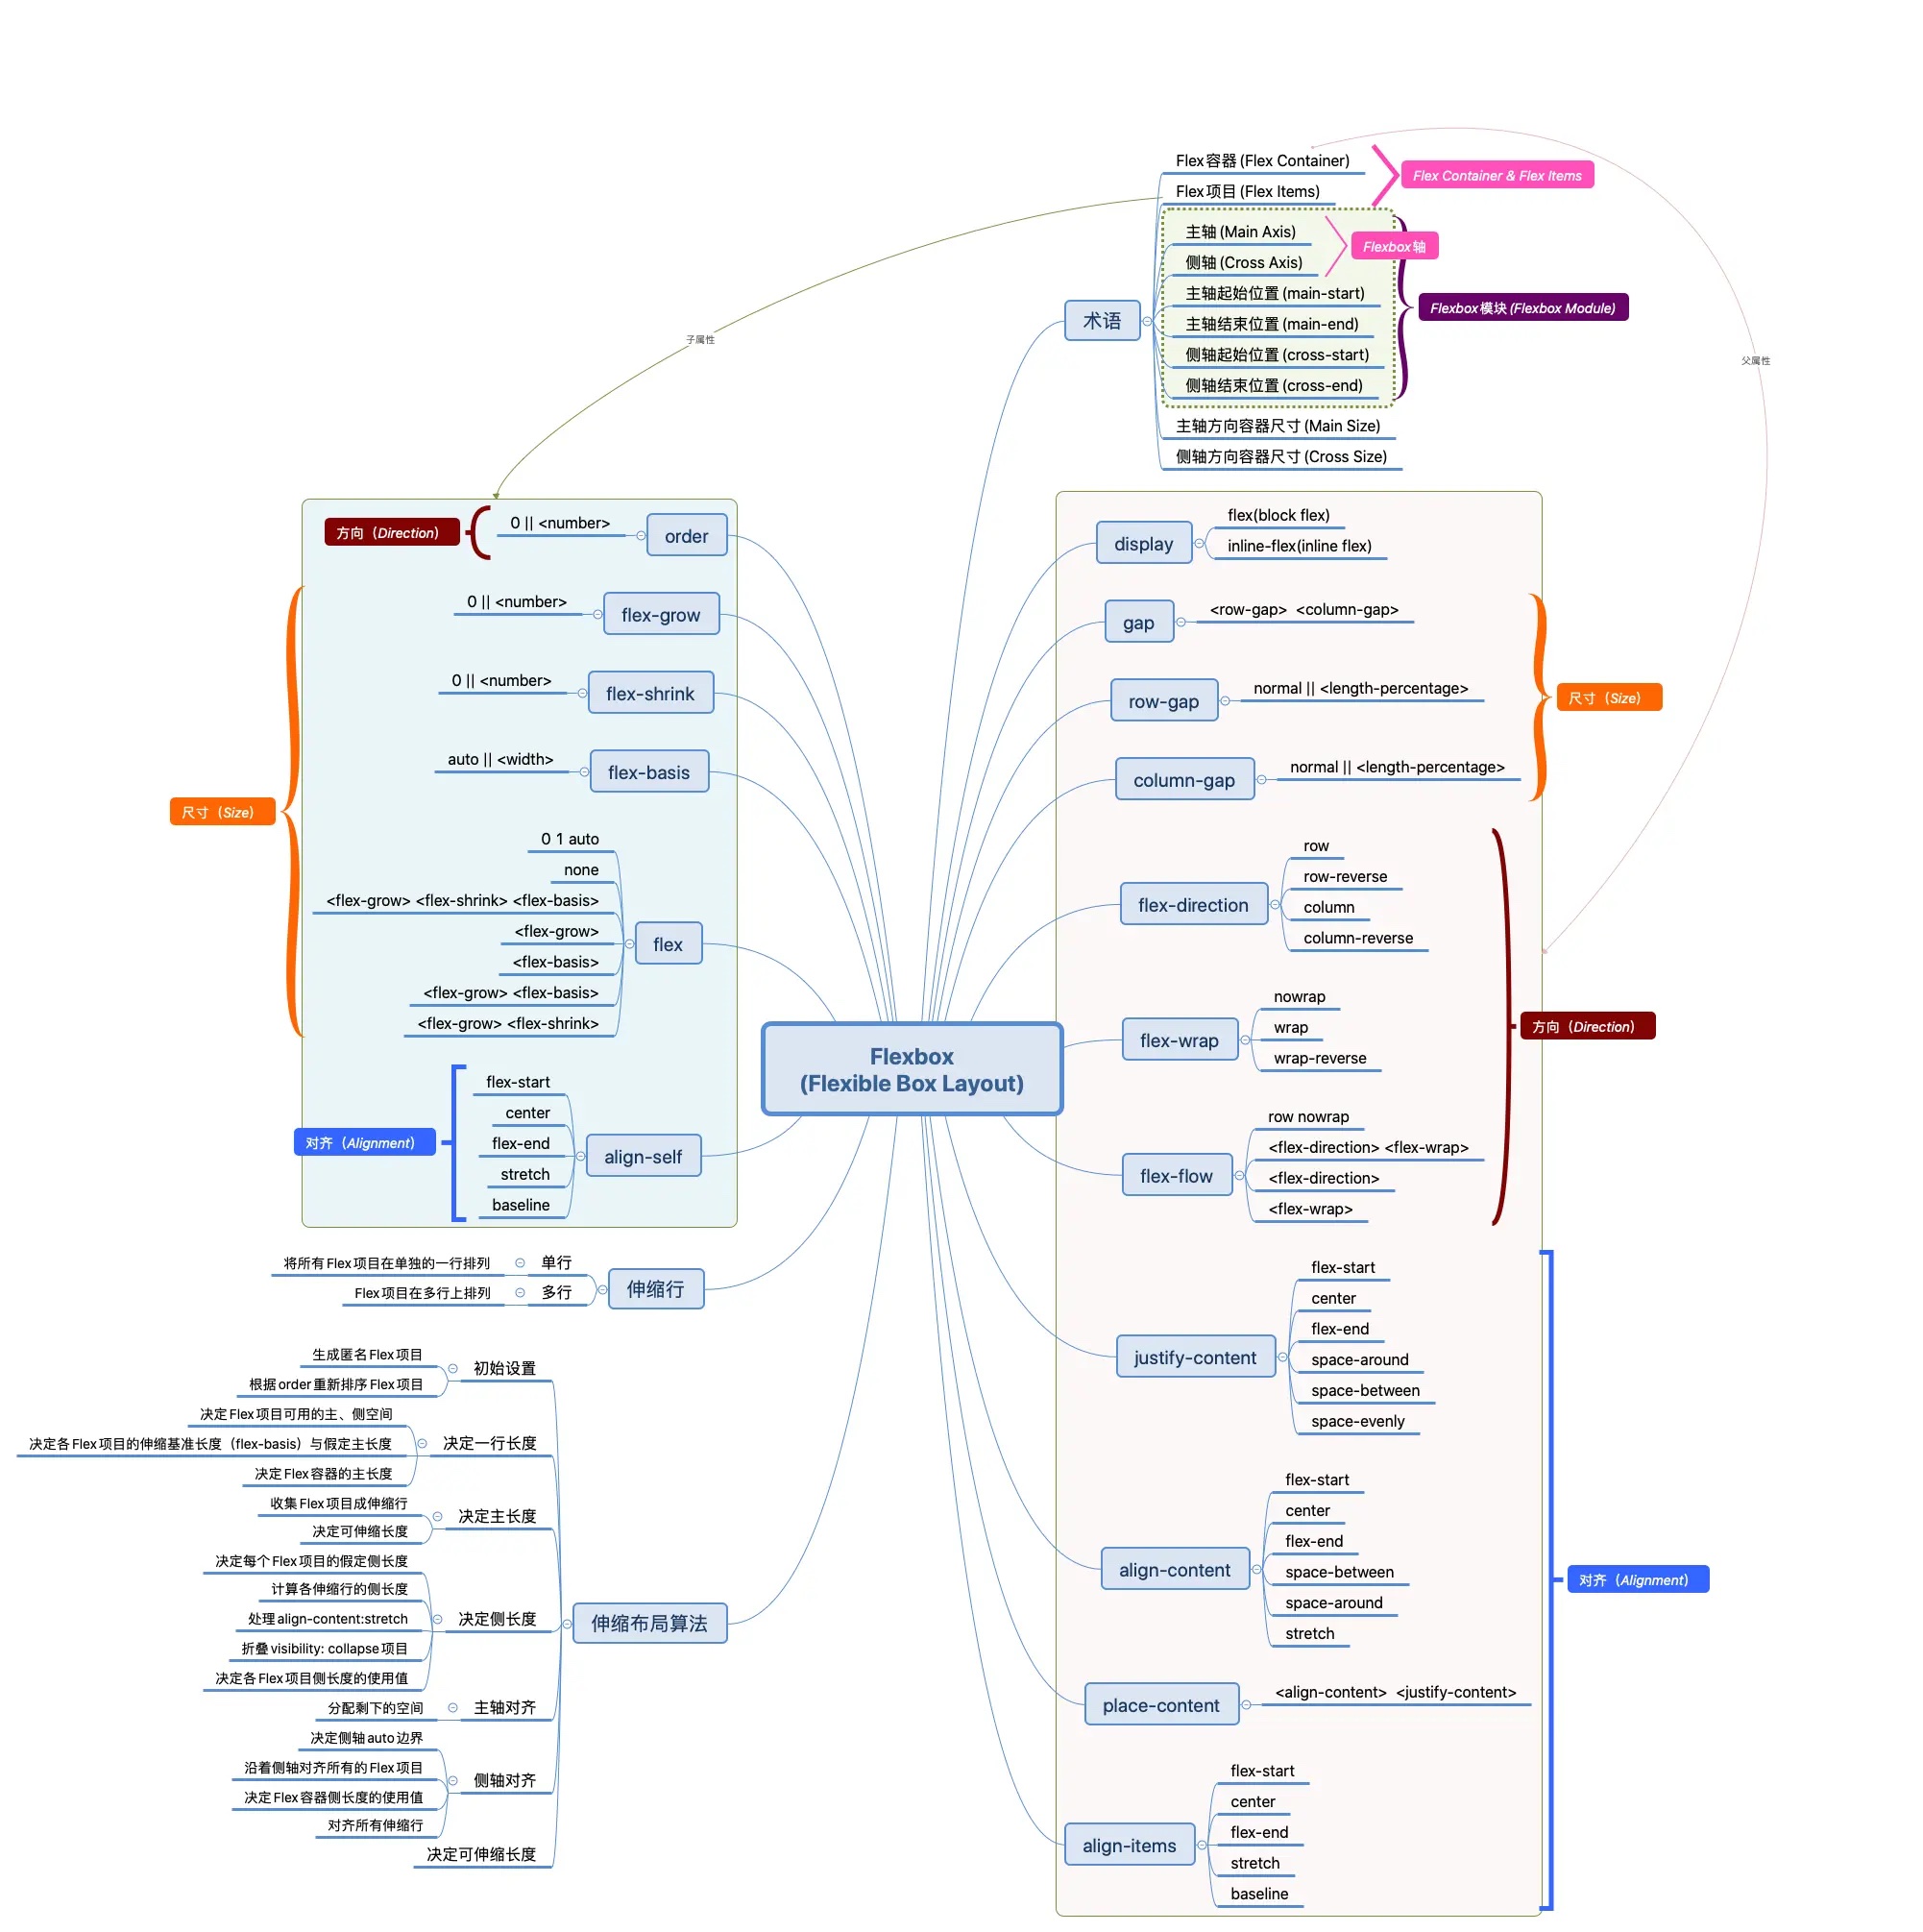 Flexbox
(Flexible Box Layout)
术语
Flex容器 (Flex Container)
Flex项目 (Flex Items)
Flex Container & Flex Items
主轴 (Main Axis)
侧轴 (Cross Axis)
Flexbox轴
主轴起始位置 (main-start)
主轴结束位置 (main-end)
侧轴起始位置 (cross-start)
侧轴结束位置 (cross-end)
Flexbox模块 (Flexbox Module)
主轴方向容器尺寸 (Main Size)
侧轴方向容器尺寸 (Cross Size)
子属性
父属性
display
flex(block flex)
inline-flex(inline flex)
gap
<row-gap> <column-gap>
row-gap
normal || <length-percentage>
column-gap
normal || <length-percentage>
尺寸（Size）
flex-direction
row
row-reverse
column
column-reverse
flex-wrap
nowrap
wrap
wrap-reverse
flex-flow
row nowrap
<flex-direction> <flex-wrap>
<flex-direction>
<flex-wrap>
方向（Direction）
justify-content
flex-start
center
flex-end
space-around
space-between
space-evenly
align-content
flex-start
center
flex-end
space-between
space-around
stretch
place-content
<align-content> <justify-content>
align-items
flex-start
center
flex-end
stretch
baseline
对齐（Alignment）
order
0 || <number>
方向（Direction）
flex-grow
0 || <number>
flex-shrink
0 || <number>
flex-basis
auto || <width>
flex
0 1 auto
none
<flex-grow> <flex-shrink> <flex-basis>
<flex-grow>
<flex-basis>
<flex-grow> <flex-basis>
<flex-grow> <flex-shrink>
尺寸（Size）
align-self
flex-start
center
flex-end
stretch
baseline
对齐（Alignment）
伸缩行
单行
将所有Flex项目在单独的一行排列
多行
Flex项目在多行上排列
伸缩布局算法
初始设置
生成匿名Flex项目
根据order重新排序Flex项目
决定一行长度
决定Flex项目可用的主、侧空间
决定各Flex项目的伸缩基准长度（flex-basis）与假定主长度
决定Flex容器的主长度
决定主长度
收集Flex项目成伸缩行
决定可伸缩长度
决定侧长度
决定每个Flex项目的假定侧长度
计算各伸缩行的侧长度
处理align-content:stretch
折叠visibility: collapse项目
决定各Flex项目侧长度的使用值
主轴对齐
分配剩下的空间
侧轴对齐
决定侧轴auto边界
沿着侧轴对齐所有的Flex项目
决定Flex容器侧长度的使用值
对齐所有伸缩行
决定可伸缩长度